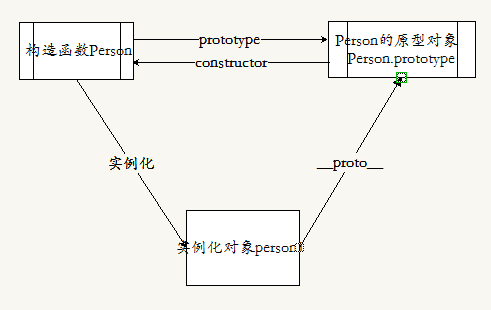 构造函数Person
prototype
constructor
Person的原型对象
Person.prototype
实例化
__proto__
实例化对象person